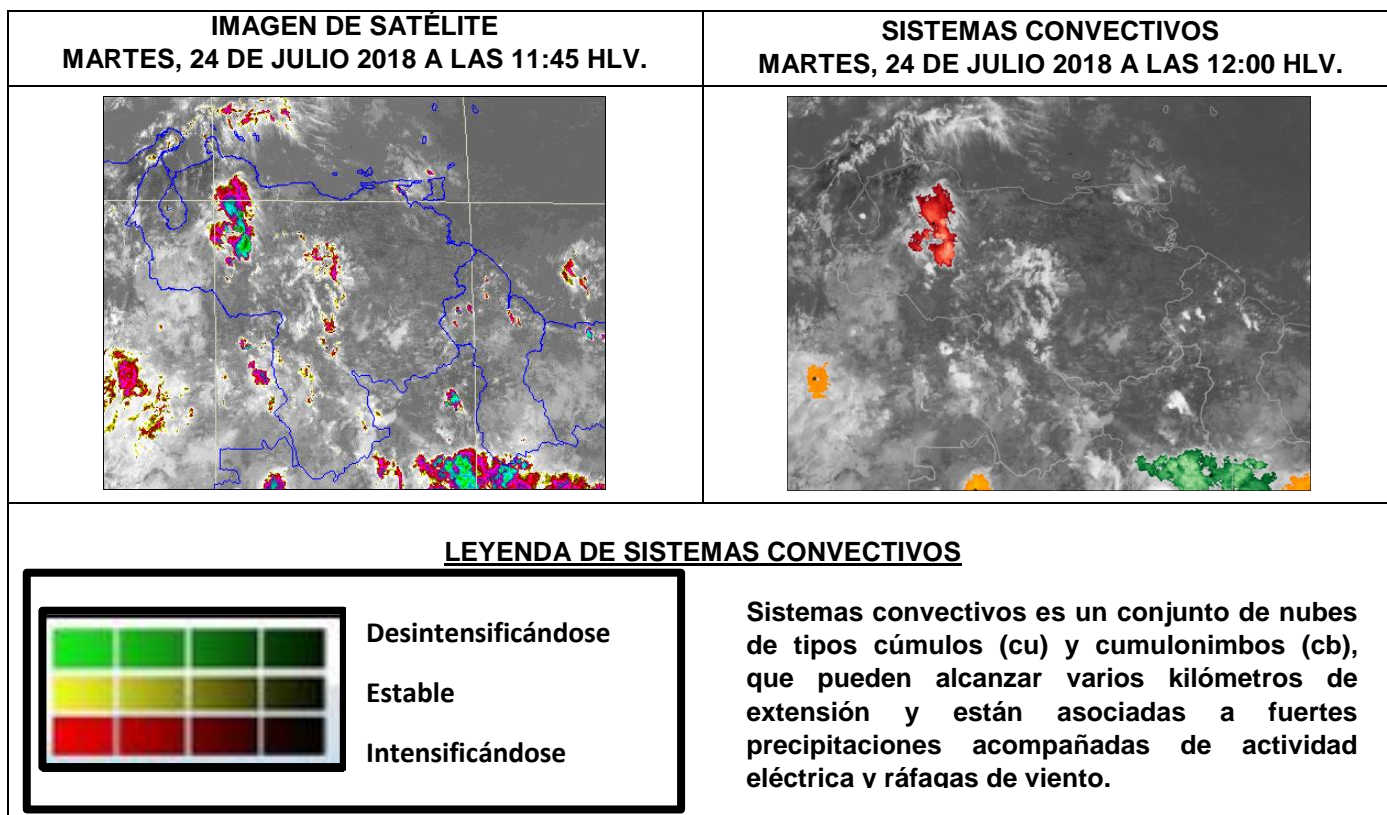 IMAGEN DE SATÉLITE
MARTES, 24 DE JULIO 2018 A LAS 11:45 HLV.
SISTEMAS CONVECTIVOS
MARTES, 24 DE JULIO 2018 A LAS 12:00 HLV.
LEYENDA DE SISTEMAS CONVECTIVOS
Desintensificándose
Estable
Intensificándose
Sistemas convectivos es un conjunto de nubes
de tipos cúmulos (cu) y cumulonimbos (cb),
que pueden alcanzar varios kilómetros de
extensión y están asociadas a fuertes
precipitaciones acompañadas de actividad
eléctrica y ráfagas de viento.